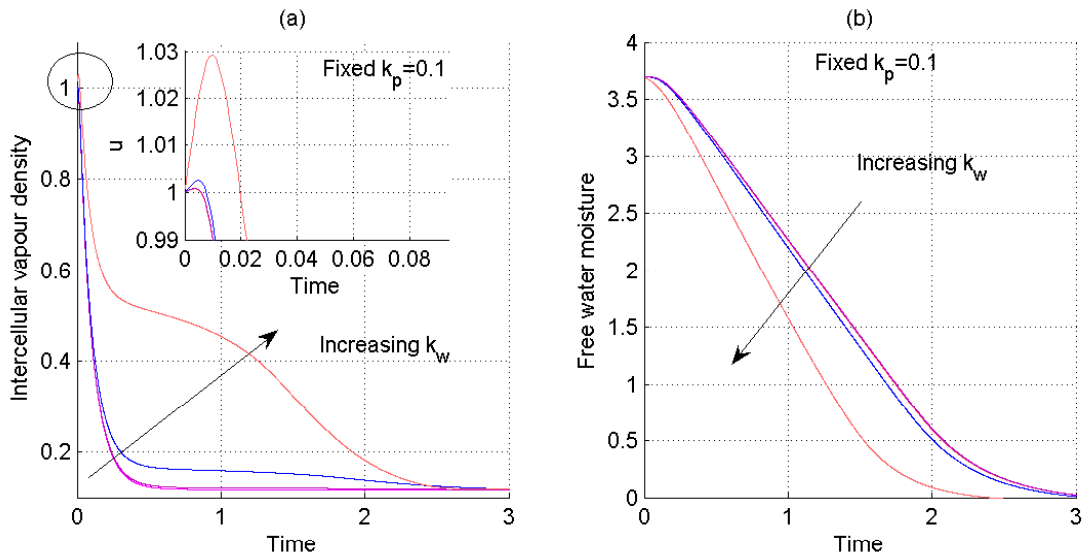 (a)
Intercellular vapour density
1
0.8
0.6
0.4
0.2
0
1
2
3
Time
Increasing k_w
u
1.03
1.02
1.01
1
0.99
0
0.02
0.04
0.06
0.08
Time
Fixed k_p=0.1
(b)
Free water moisture
4
3.5
3
2.5
2
1.5
1
0.5
0
0
1
2
3
Time
Fixed k_p=0.1
Increasing k_w